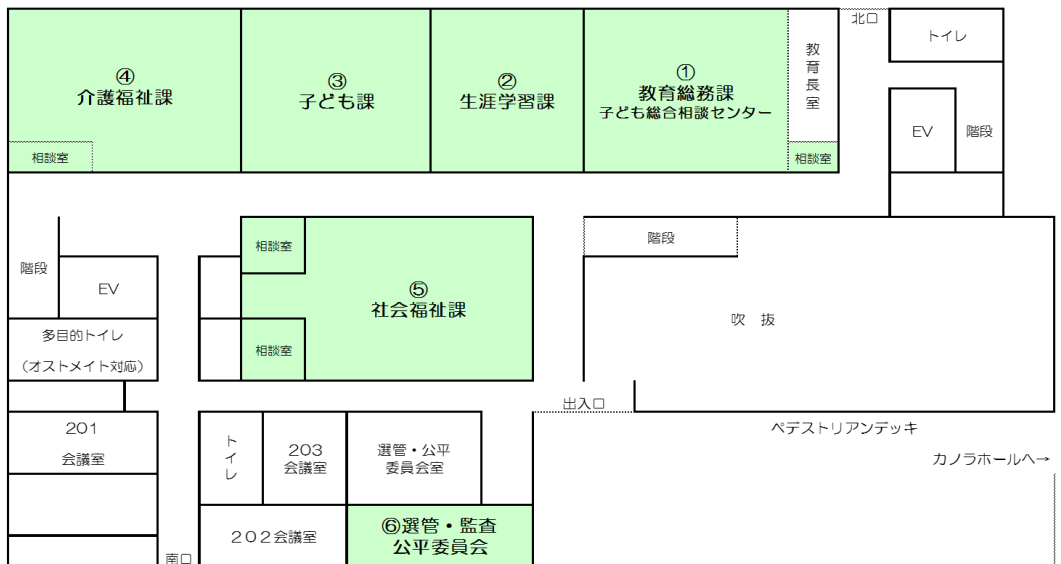 北口
トイレ
④
介護福祉課
③
子ども課
②
生涯学習課
①
教育総務課
子ども総合相談センター
教育長室
EV
階段
相談室
相談室
階段
EV
多目的トイレ
（オストメイト対応）
相談室
⑤
社会福祉課
相談室
階段
吹 抜
出入口
ペデストリアンデッキ
カノラホールへ→
201
会議室
トイレ
203
会議室
選管・公平
委員会室
202会議室
⑥選管・監査
公平委員会
南口